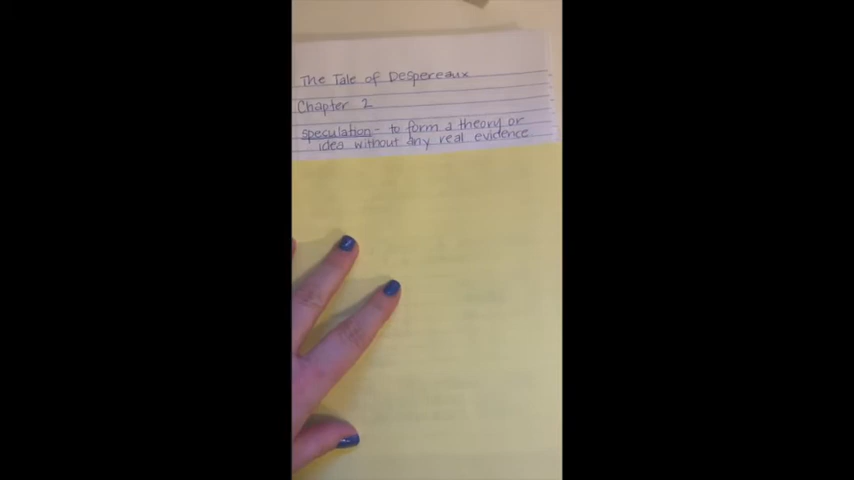 The Tale of Despereaux
Chapter 2
speculation - to form a theory or
idea without any real evidence